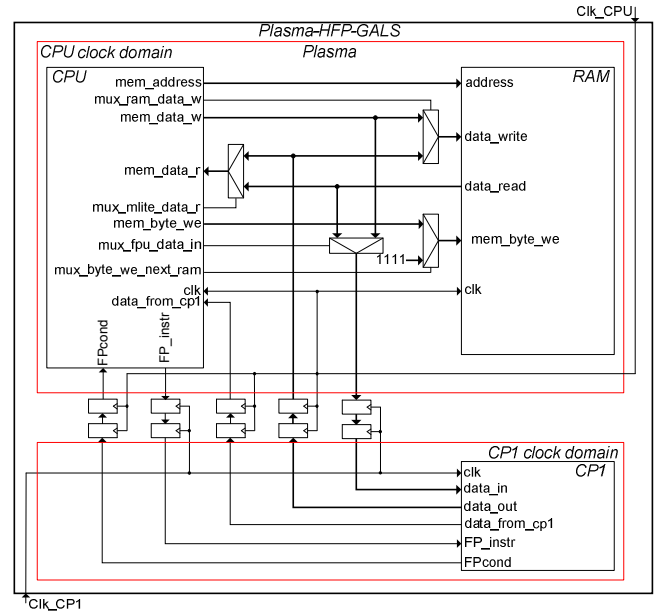 Clk_CPU
Plasma-HFP-GALS
CPU clock domain
Plasma
CPU
RAM
mem_address
address
mux_ram_data_w
mem_data_w
data_write
mem_data_r
data_read
mux_mlite_data_r
mem_byte_we
mem_byte_we
mux_fpu_data_in
1111
mux_byte_we_next_ram
clk
clk
data_from_cp1
FPcond
FP_instr
CP1 clock domain
CP1
clk
data_in
data_out
data_from_cp1
FP_instr
FPcond
Clk_CP1